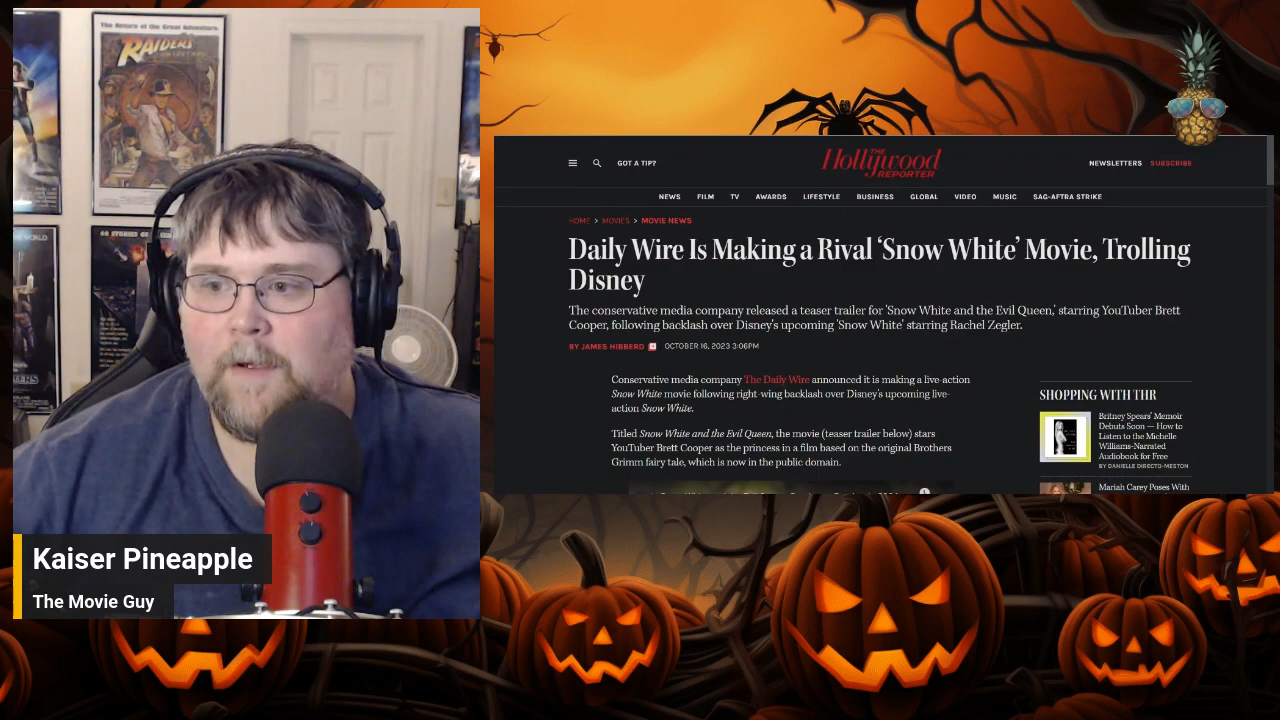 The Return of the Great Adventure.
RAIDERS
Kaiser Pineapple
The Movie Guy
GOT A TIP?
THE
Hollywood
REPORTER
NEWSLETTERS SUBSCRIBE
NEWS FILM TV AWARDS LIFESTYLE BUSINESS GLOBAL VIDEO MUSIC SAG-AFTRA STRIKE
HOME > MOVIES > MOVIE NEWS
Daily Wire Is Making a Rival ‘Snow White’ Movie, Trolling
Disney
The conservative media company released a teaser trailer for 'Snow White and the Evil Queen,' starring YouTuber Brett
Cooper, following backlash over Disney's upcoming 'Snow White' starring Rachel Zegler.
BY JAMES HIBBERD OCTOBER 16, 2023 3:06PM
Conservative media company The Daily Wire announced it is making a live-action
Snow White movie following right-wing backlash over Disney's upcoming live-
action Snow White.
Titled Snow White and the Evil Queen, the movie (teaser trailer below) stars
YouTuber Brett Cooper as the princess in a film based on the original Brothers
Grimm fairy tale, which is now in the public domain.
SHOPPING WITH THR
Britney Spears' Memoir
Debuts Soon — How to
Listen to the Michelle
Williams-Narrated
Audiobook for Free
BY DANIELLE DIRECTO-MESTON
Mariah Carey Poses With